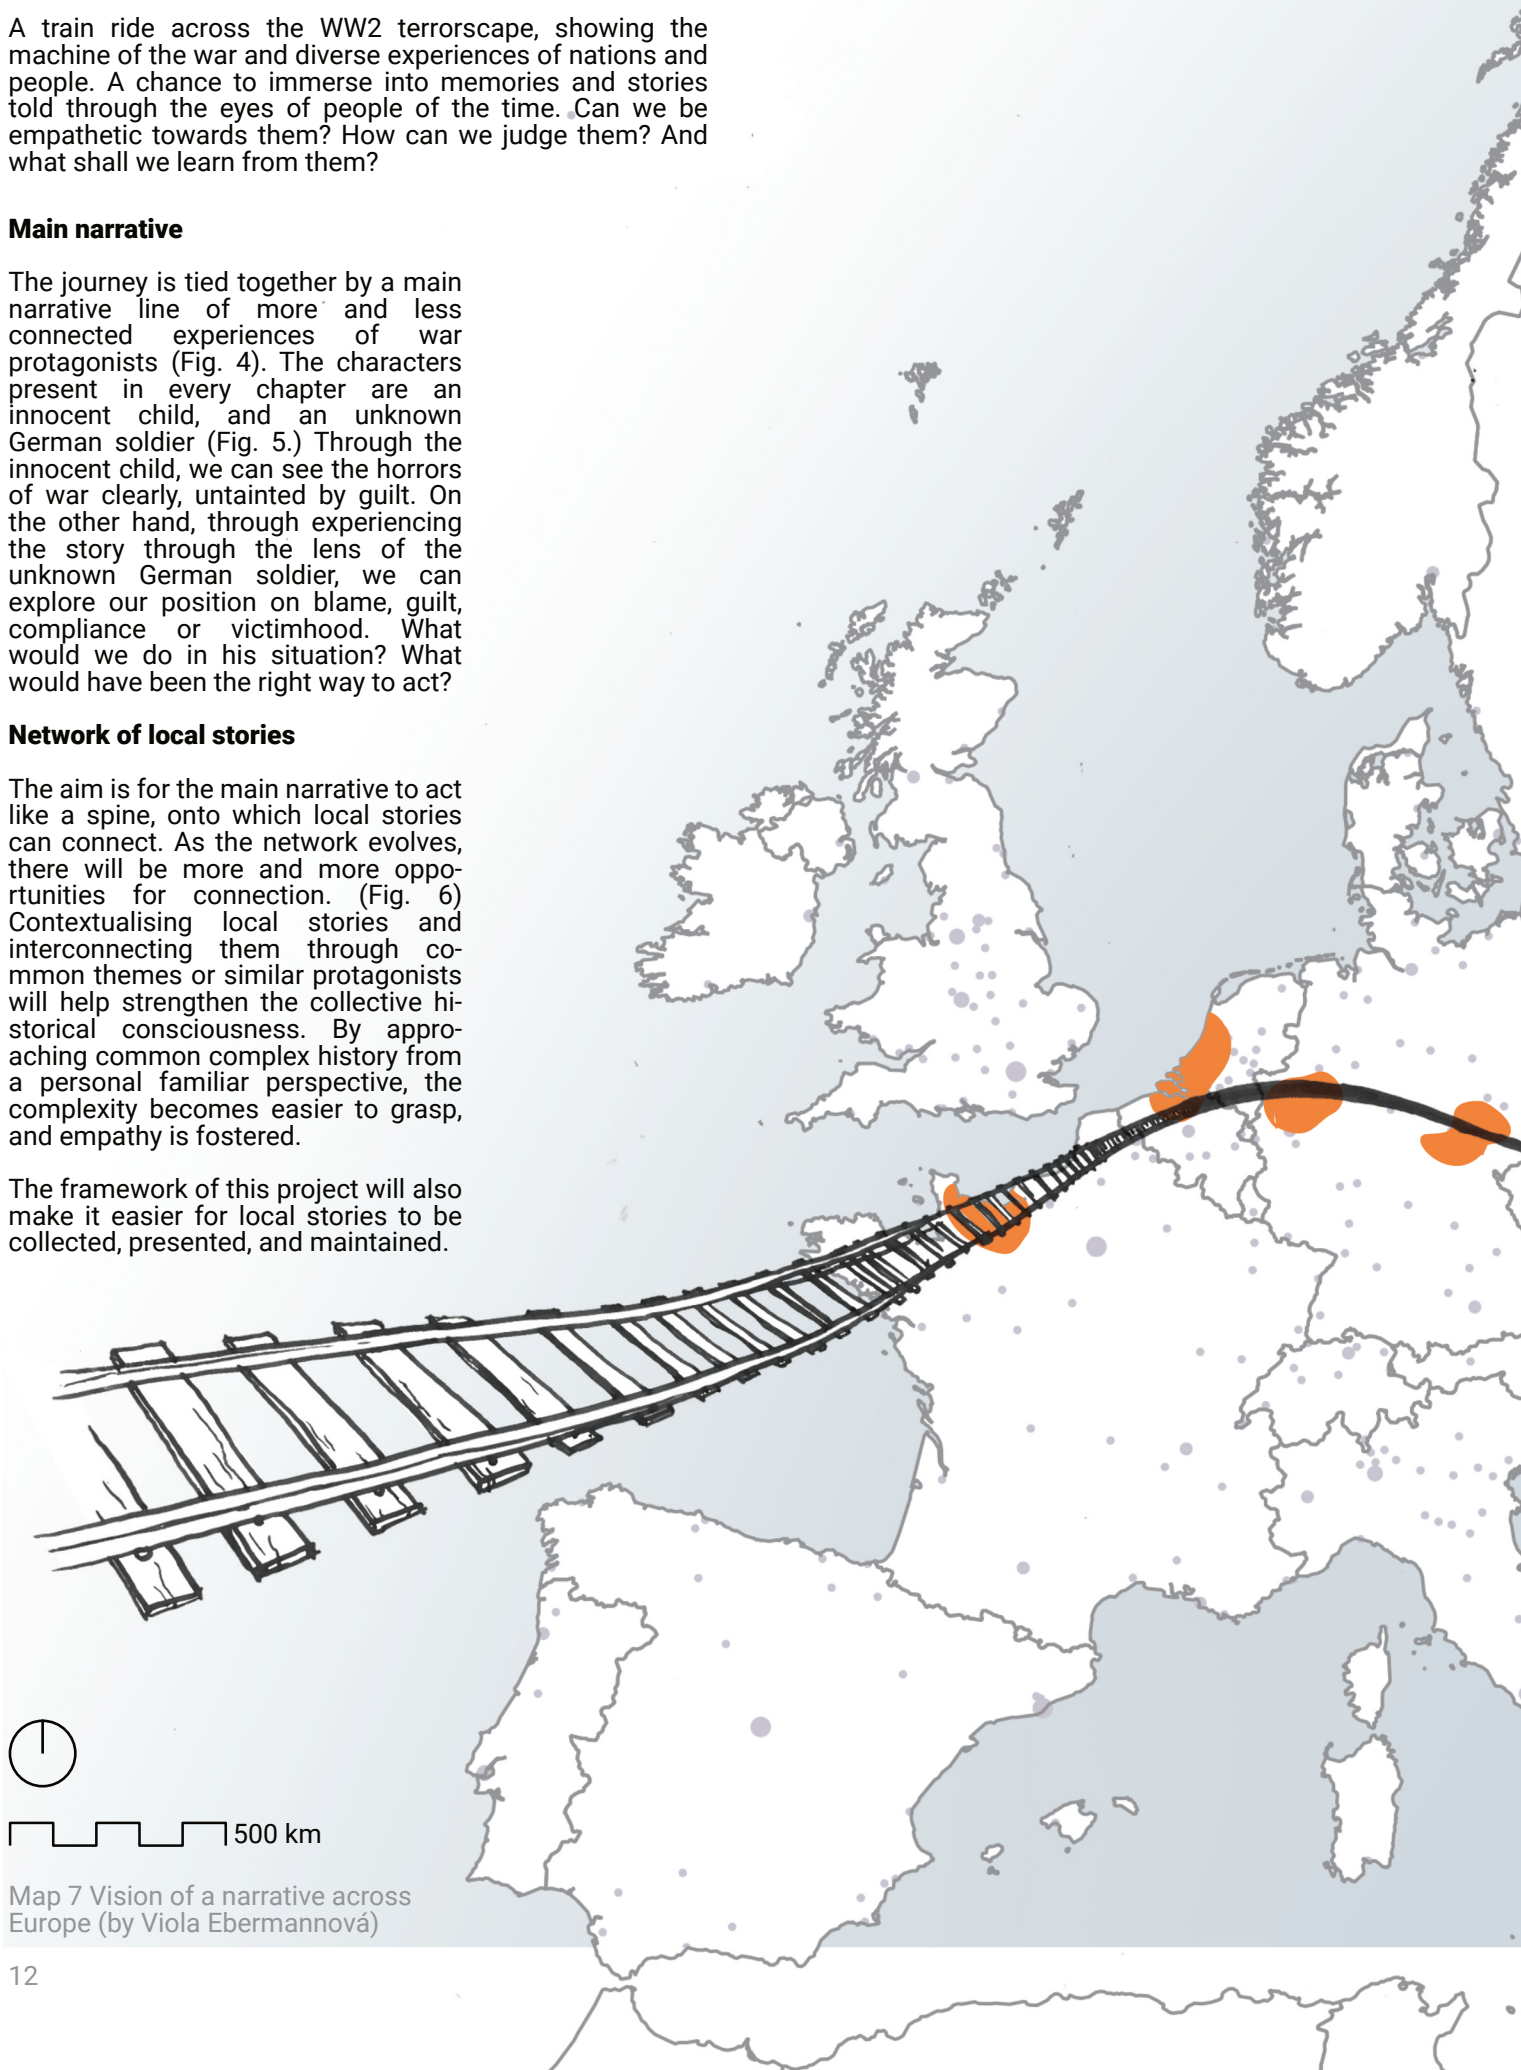 A train ride across the WW2 terrorscape, showing the
machine of the war and diverse experiences of nations and
people. A chance to immerse into memories and stories
told through the eyes of people of the time. Can we be
empathetic towards them? How can we judge them? And
what shall we learn from them?
Main narrative
The journey is tied together by a main
narrative line of more and less
connected experiences of war
protagonists (Fig. 4). The characters
present in every chapter are an
innocent child, and an unknown
German soldier (Fig. 5.) Through the
innocent child, we can see the horrors
of war clearly, untainted by guilt. On
the other hand, through experiencing
the story through the lens of the
unknown German soldier, we can
explore our position on blame, guilt,
compliance or victimhood. What
would we do in his situation? What
would have been the right way to act?
Network of local stories
The aim is for the main narrative to act
like a spine, onto which local stories
can connect. As the network evolves,
there will be more and more oppo-
rtunities for connection. (Fig. 6)
Contextualising local stories and
interconnecting them through co-
mmon themes or similar protagonists
will help strengthen the collective hi-
storical consciousness. By appro-
aching common complex history from
a personal familiar perspective, the
complexity becomes easier to grasp,
and empathy is fostered.
The framework of this project will also
make it easier for local stories to be
collected, presented, and maintained.
500 km
Map 7 Vision of a narrative across
Europe (by Viola Ebermannová)
12